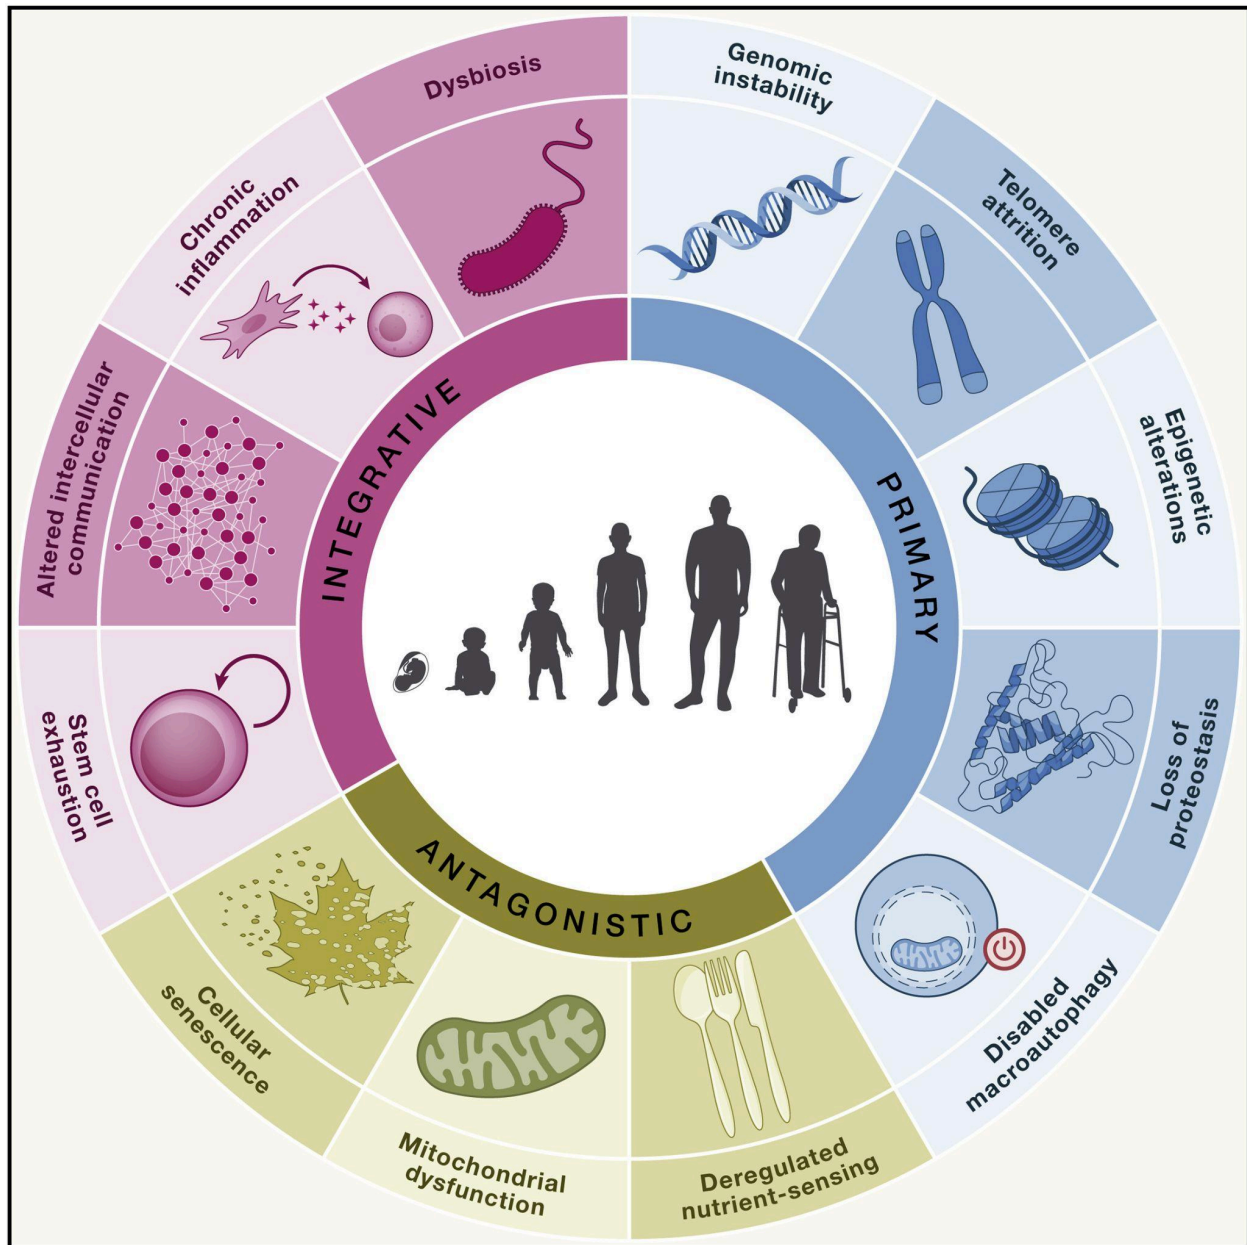 Genomic
instability
Telomere
attrition
Epigenetic
alterations
Loss of
proteostasis
Disabled
macroautophagy
Deregulated
nutrient-sensing
Mitochondrial
dysfunction
Cellular
senescence
Stem cell
exhaustion
Altered intercellular
communication
Chronic
inflammation
Dysbiosis
PRIMARY
ANTAGONISTIC
INTEGRATIVE